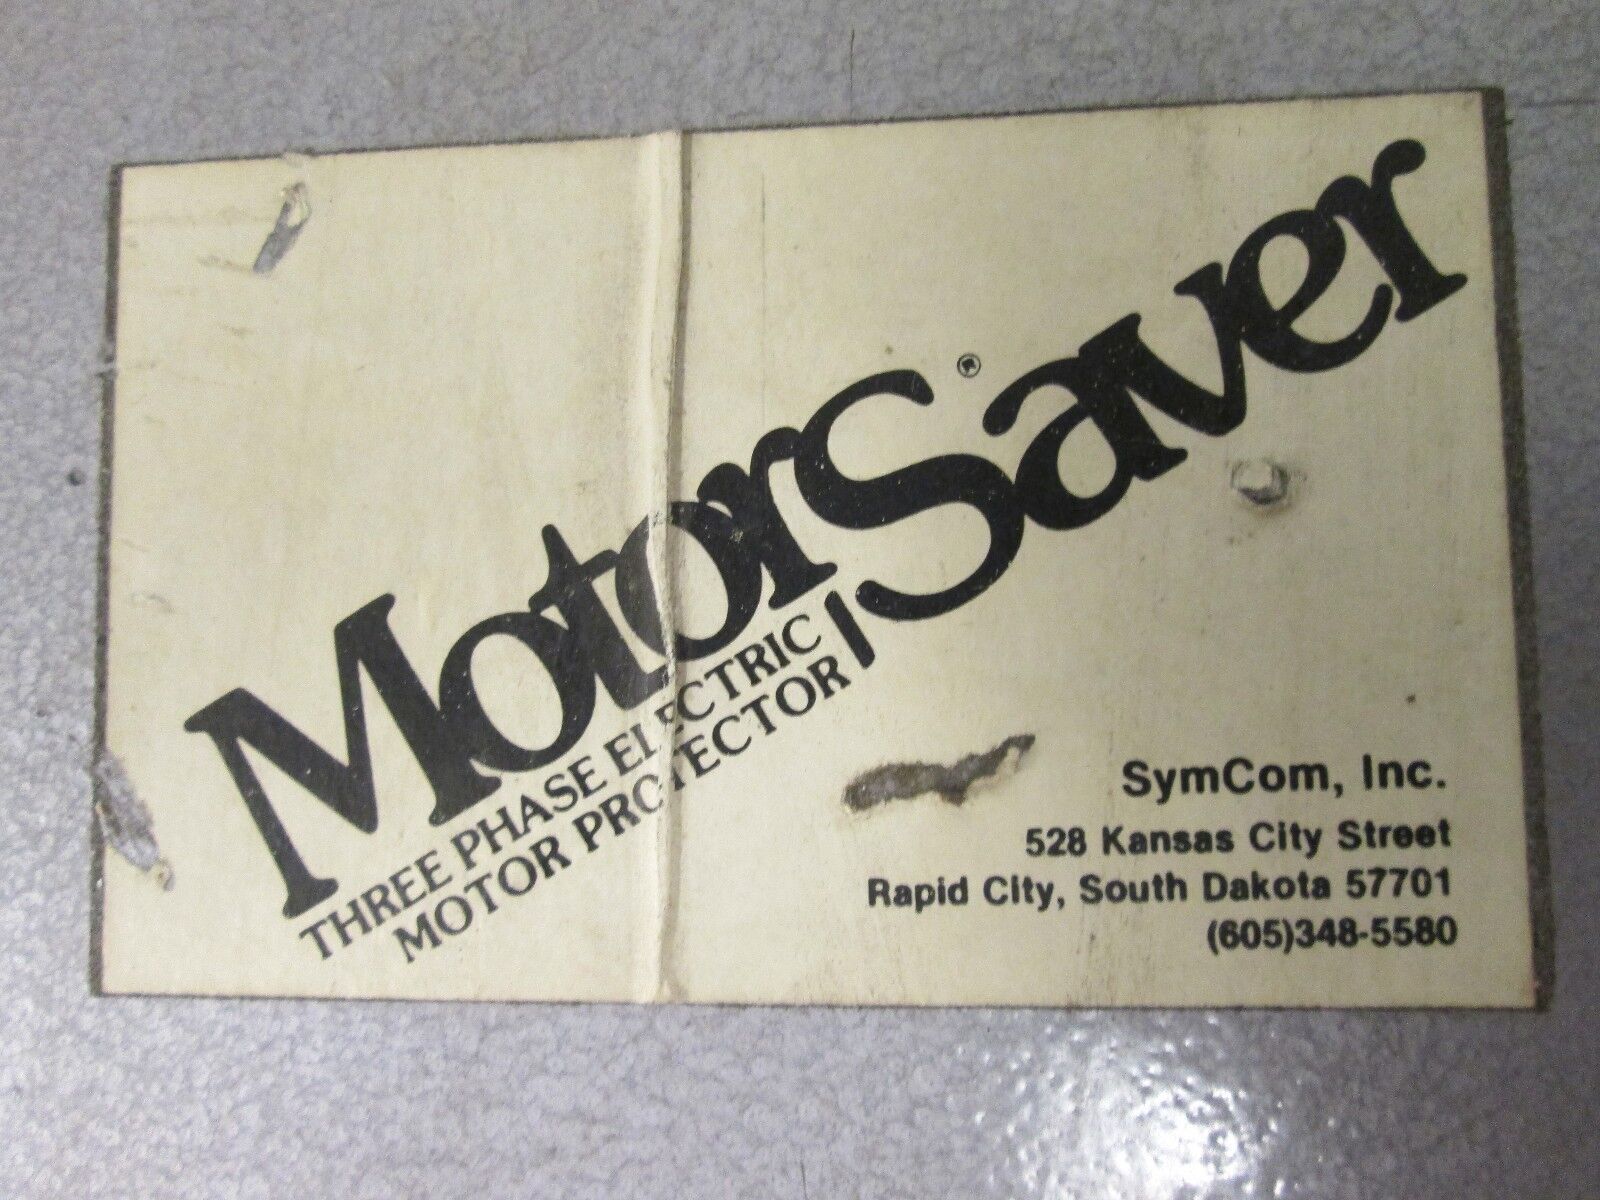 MotorSaver®
THREE PHASE ELECTRIC
MOTOR PROTECTOR
SymCom, Inc.
528 Kansas City Street
Rapid City, South Dakota 57701
(605)348-5580